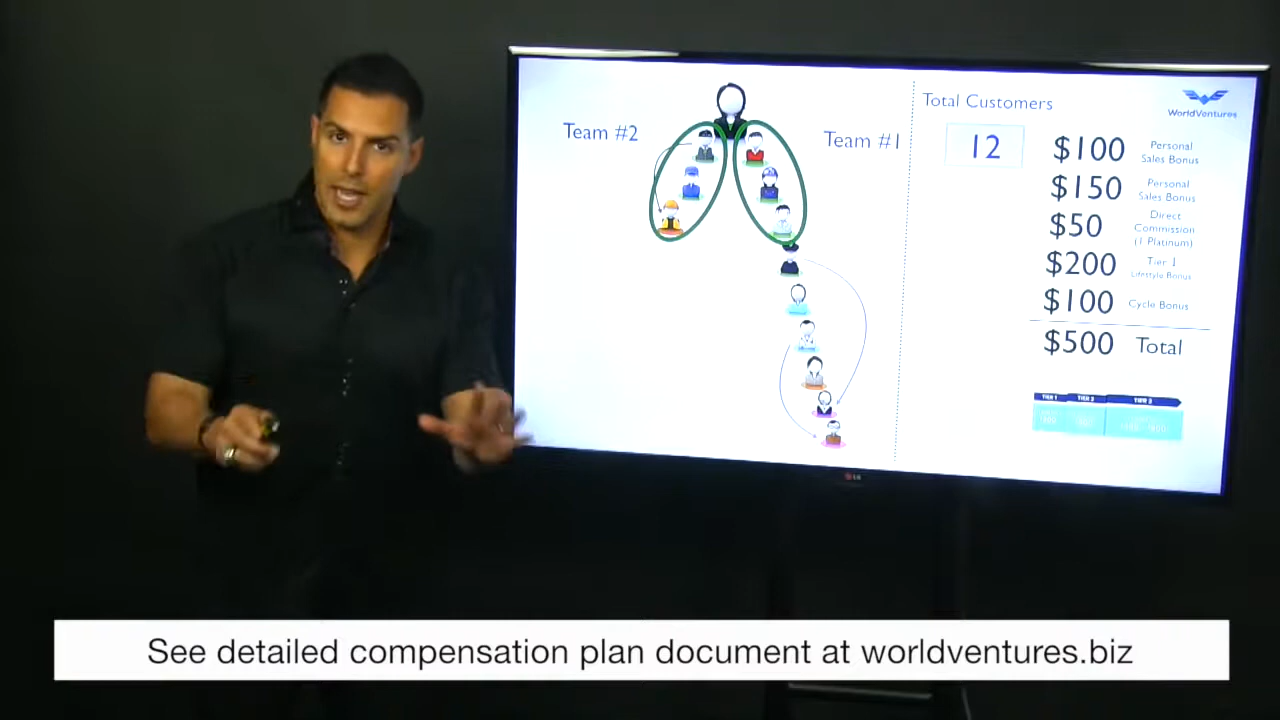 Team #2
Team #1
Total Customers
12
WorldVentures
$100 Personal
Sales Bonus
$150 Personal
Sales Bonus
$50 Direct
Commission
(1 Platinum)
$200 Tier 1
Lifestyle Bonus
$100 Cycle Bonus
$500 Total
TIER 1 TIER 2 TIER 3
LG
See detailed compensation plan document at worldventures.biz